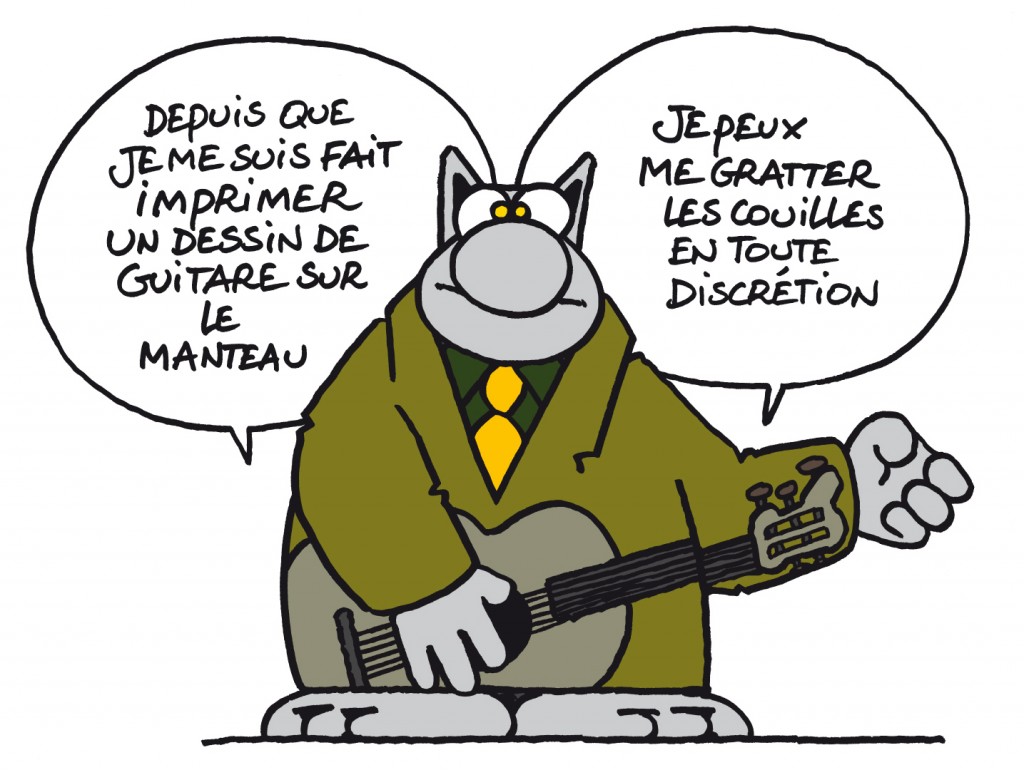 DEPUIS QUE
JE ME SUIS FAIT
IMPRIMER
UN DESSIN DE
GUITARE SUR
LE
MANTEAU
JE PEUX
ME GRATTER
LES COUILLES
EN TOUTE
DISCRÉTION